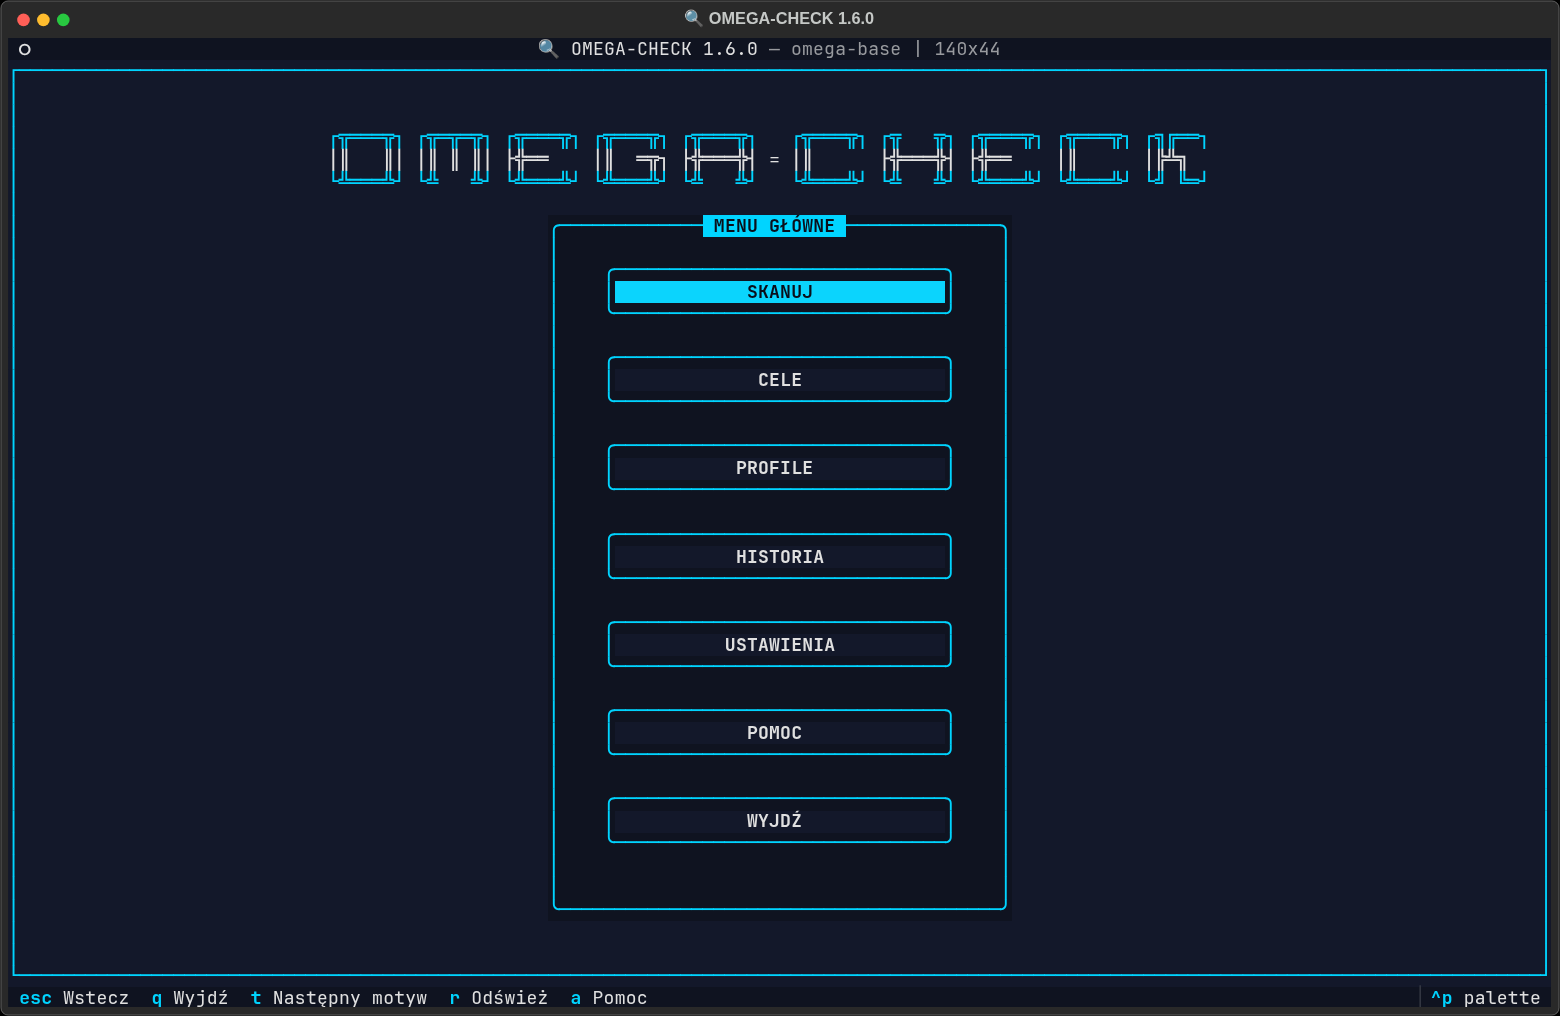 🔍 OMEGA-CHECK 1.6.0
🔍 OMEGA-CHECK 1.6.0 — omega-base | 140x44
OMEGA=CHECK
MENU GŁÓWNE
SKANUJ
CELE
PROFILE
HISTORIA
USTAWIENIA
POMOC
WYJDŹ
esc Wstecz q Wyjdź t Następny motyw r Odśwież a Pomoc ^p palette